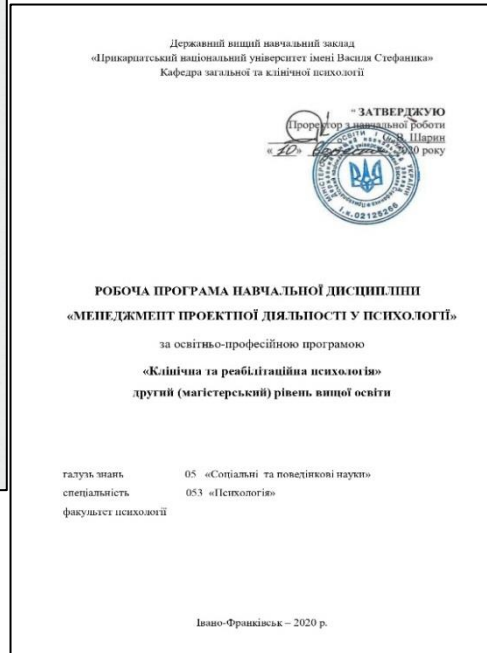 Державний вищий навчальний заклад
«Прикарпатський національний університет імені Василя Стефаника»
Кафедра загальної та клінічної психології
" ЗАТВЕРДЖУЮ
Проректор з навчальної роботи
Шарин
2020 року
І.К.02125266
РОБОЧА ПРОГРАМА НАВЧАЛЬНОЇ ДИСЦИПЛІНИ
«МЕНЕДЖМЕНТ ПРОЕКТНОЇ ДІЯЛЬНОСТІ У ПСИХОЛОГІЇ»
за освітньо-професійною програмою
«Клінічна та реабілітаційна психологія»
другий (магістерський) рівень вищої освіти
галузь знань 05 «Соціальні та поведінкові науки»
спеціальність 053 «Психологія»
факультет психології
Івано-Франківськ – 2020 р.